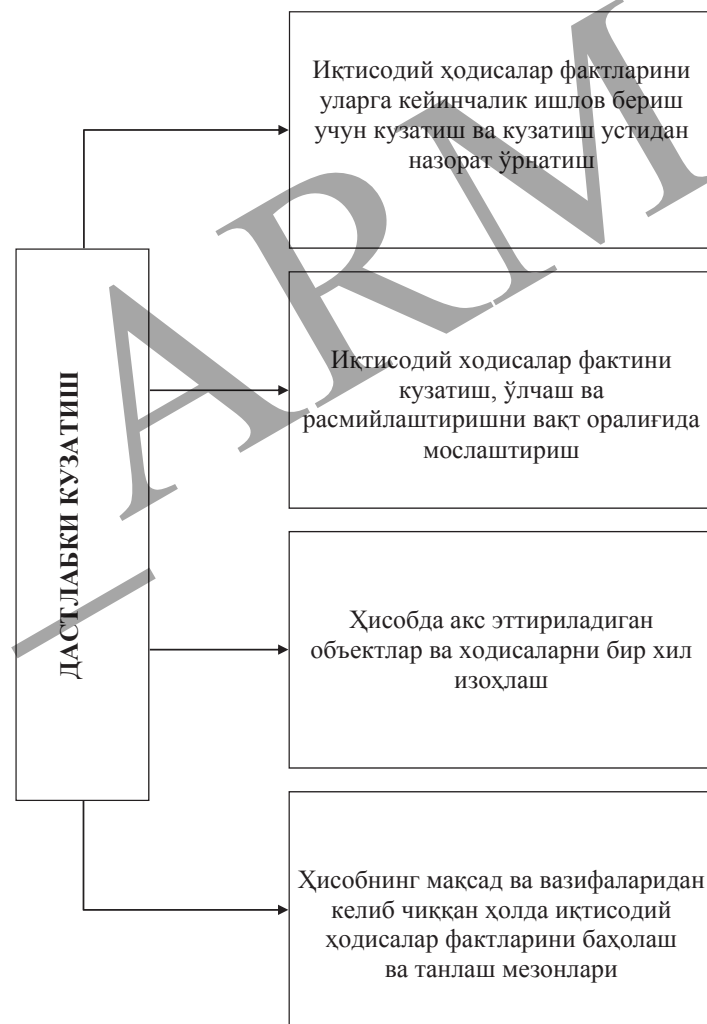 Иқтисодий ҳодисалар фактларини
уларга кейинчалик ишлов бериш
учун кузатиш ва кузатиш устидан
назорат ўрнатиш
ДАСТЛАБКИ КУЗАТИШ
Иқтисодий ходисалар фактини
кузатиш, ўлчаш ва
расмийлаштиришни вақт оралиғида
мослаштириш
Ҳисобда акс эттириладиган
объектлар ва ходисаларни бир хил
изоҳлаш
Ҳисобнинг мақсад ва вазифаларидан
келиб чиққан ҳолда иқтисодий
ҳодисалар фактларини баҳолаш
ва танлаш мезонлари
_ARM